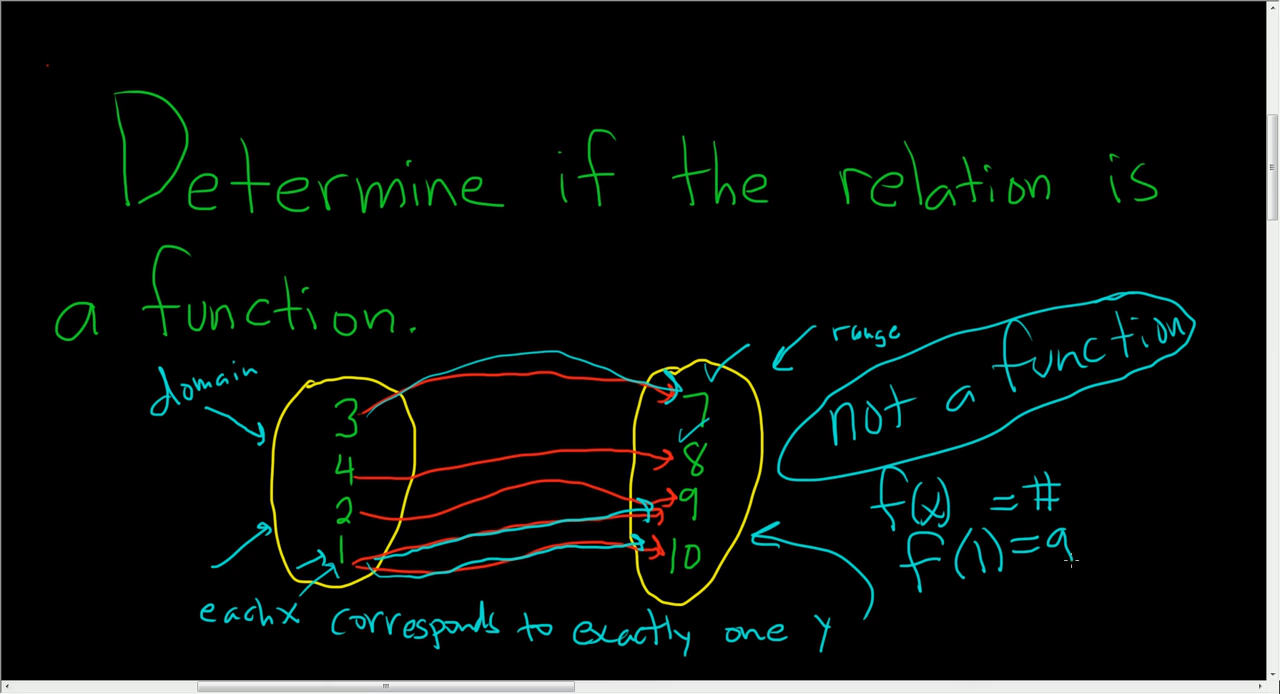 Determine if the relation is
a function.
domain
range
not a function
3
4
2
1
7
8
9
10
f(x) = #
f(1) = 9
each x corresponds to exactly one y